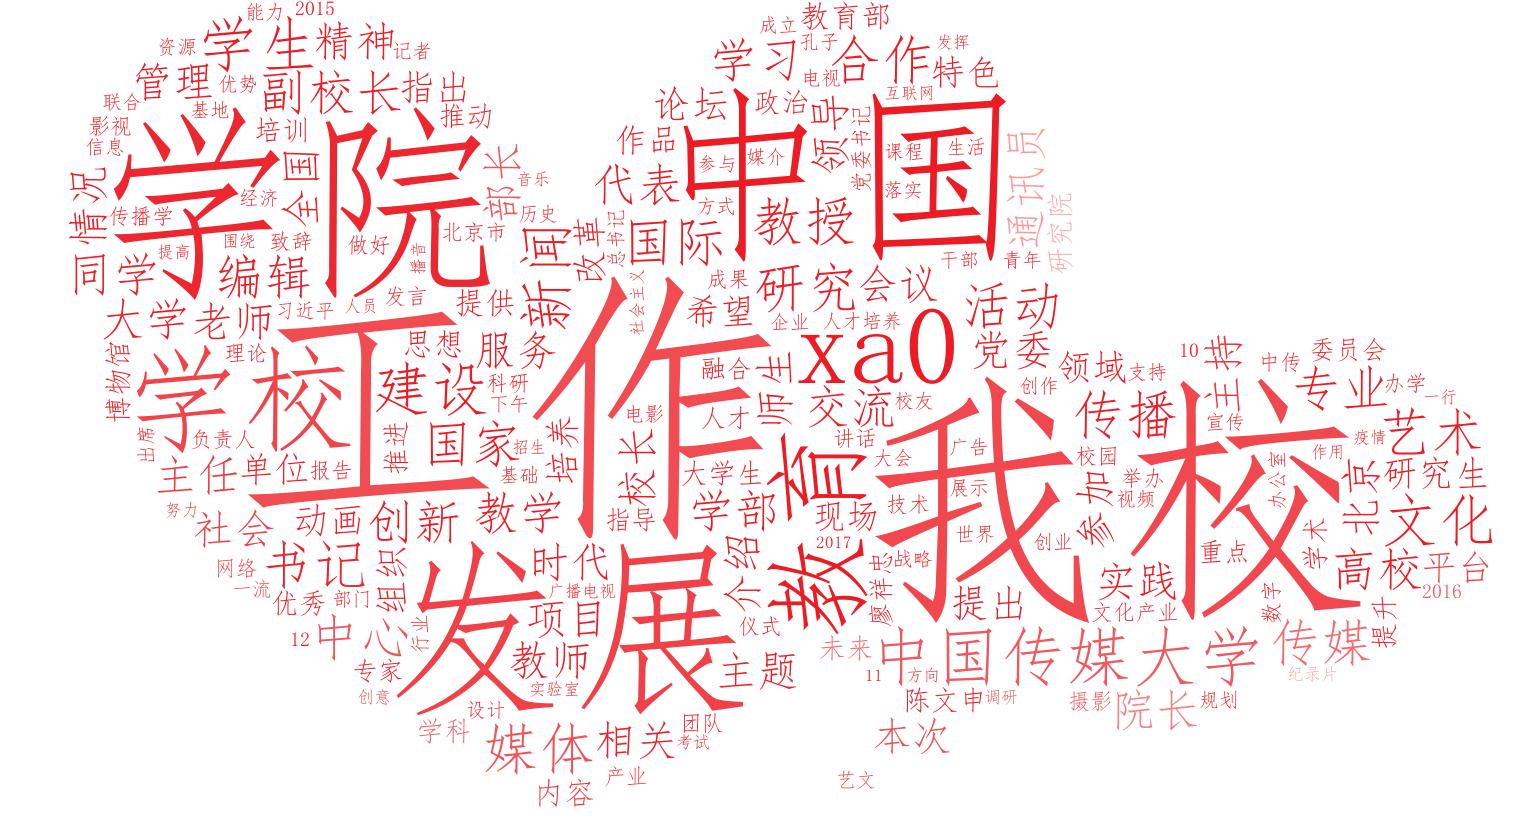 能力
2015
教育部
成立
学生
精神
记者
资源
孔子
发挥
学习
合作
特色
电视
管理
优势
副校长
指出
互联网
联合
基地
推动
论坛
政治
领导
党委书记
中国
影视
信息
培训
学院
全国
作品
参与
媒介
课程
生活
通讯员
情况
经济
部长
音乐
代表
落实
研究院
传播学
历史
方式
教授
提高
围绕
致辞
做好
北京市
播音
新闻
改革
总书记
国际
干部
青年
同学
编辑
发言
提供
社会主义
成果
研究
会议
活动
习近平
人员
希望
企业
人才培养
大学
老师
工作
xa0
理论
思想
服务
党委
博物馆
学校
建设
科研
下午
融合
师生
交流
校友
领域
支持
10
主持
中传
委员会
创作
传播
宣传
专业
办学
一行
出席
负责人
推进
国家
招生
培养
电影
人才
讲话
我校
广告
作用
疫情
艺术
主任
单位
报告
基础
校长
大学生
教育
大会
校园
举办
参加
视频
办公室
北京
研究生
努力
社会
动画
创新
教学
指导
学部
现场
技术
展示
世界
创业
重点
学术
文化
2017
网络
书记
组织
时代
介绍
廖祥忠
战略
实践
高校
平台
一流
优秀
部门
发展
广播电视
提出
文化产业
数字
2016
提升
12
中心
行业
项目
仪式
未来
中国传媒大学
传媒
专家
教师
主题
11
方向
纪录片
创意
实验室
陈文申
调研
摄影
院长
规划
设计
学科
团队
媒体
相关
考试
本次
产业
内容
艺文